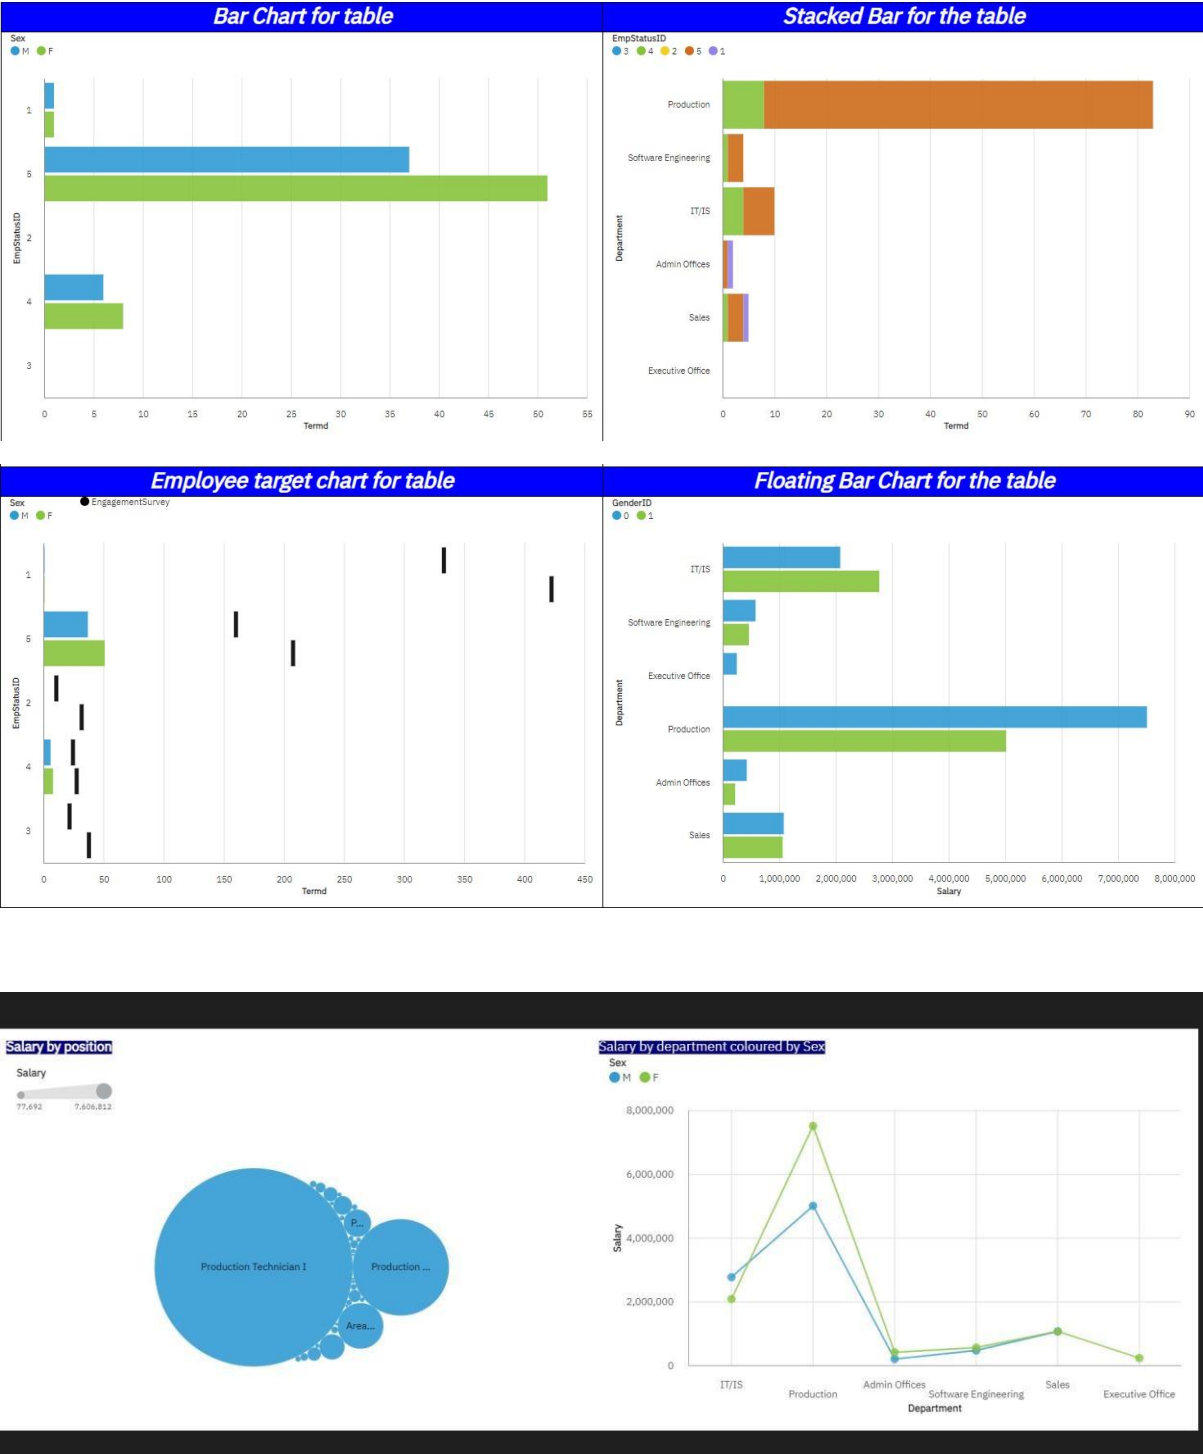 Bar Chart for table
Sex
M F
1
5
2
4
3
EmpStatusID
0 5 10 15 20 25 30 35 40 45 50 55
Termd
Stacked Bar for the table
EmpStatusID
3 4 2 5 1
Production
Software Engineering
IT/IS
Admin Offices
Sales
Executive Office
Department
0 10 20 30 40 50 60 70 80 90
Termd
Employee target chart for table
Sex EngagementSurvey
M F
1
5
2
4
3
EmpStatusID
0 50 100 150 200 250 300 350 400 450
Termd
Floating Bar Chart for the table
GenderID
0 1
IT/IS
Software Engineering
Executive Office
Production
Admin Offices
Sales
Department
0 1,000,000 2,000,000 3,000,000 4,000,000 5,000,000 6,000,000 7,000,000 8,000,000
Salary
Salary by position
Salary
77,692 7,606,812
P...
Production Technician I
Production ...
Area...
Salary by department coloured by Sex
Sex
M F
8,000,000
6,000,000
4,000,000
2,000,000
0
Salary
IT/IS Production Admin Offices Software Engineering Sales Executive Office
Department